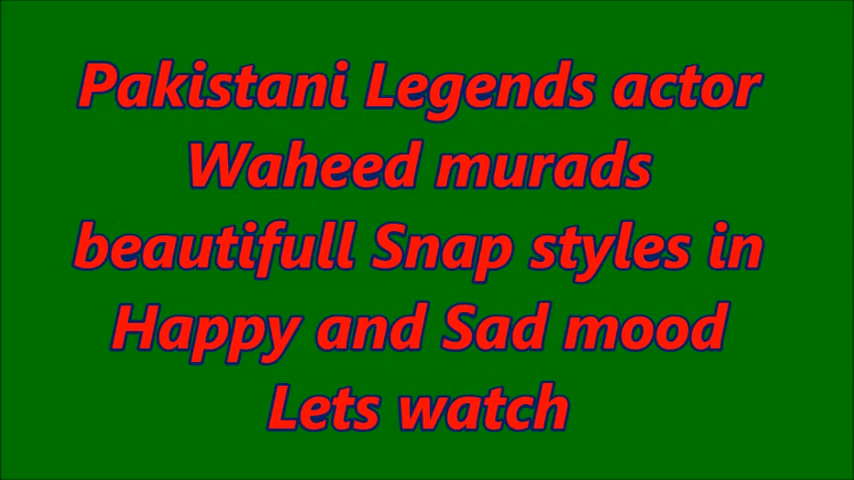 Pakistani Legends actor
Waheed murads
beautifull Snap styles in
Happy and Sad mood
Lets watch